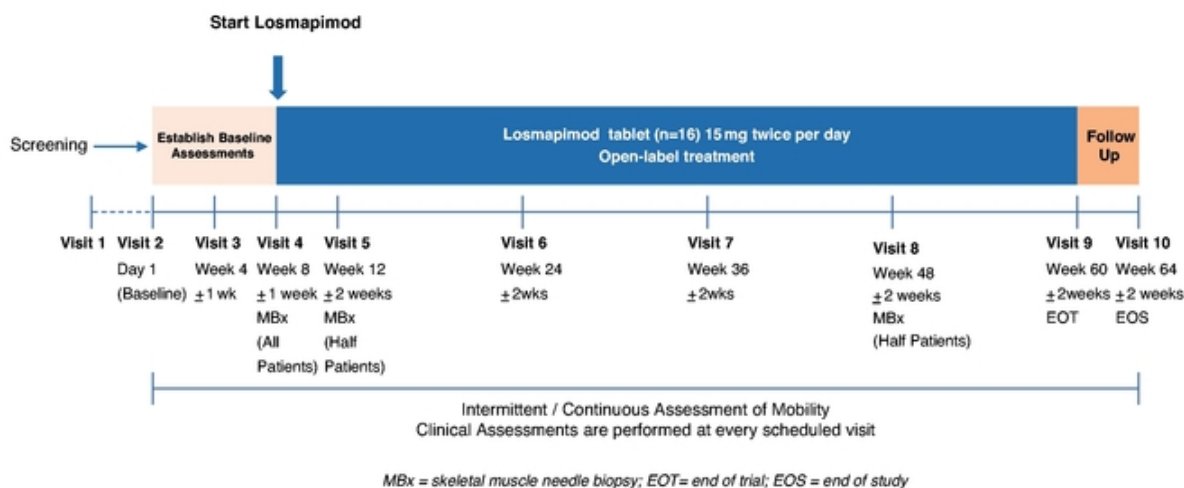 Start Losmapimod
Screening
Establish Baseline
Assessments
Losmapimod tablet (n=16) 15 mg twice per day
Open-label treatment
Follow
Up
Visit 1
Visit 2
Day 1
(Baseline)
Visit 3
Week 4
±1 wk
Visit 4
Week 8
±1 week
MBx
(All
Patients)
Visit 5
Week 12
±2 weeks
MBx
(Half
Patients)
Visit 6
Week 24
±2wks
Visit 7
Week 36
±2wks
Visit 8
Week 48
±2 weeks
MBx
(Half Patients)
Visit 9
Week 60
±2weeks
EOT
Visit 10
Week 64
±2 weeks
EOS
Intermittent / Continuous Assessment of Mobility
Clinical Assessments are performed at every scheduled visit
MBx = skeletal muscle needle biopsy; EOT= end of trial; EOS = end of study